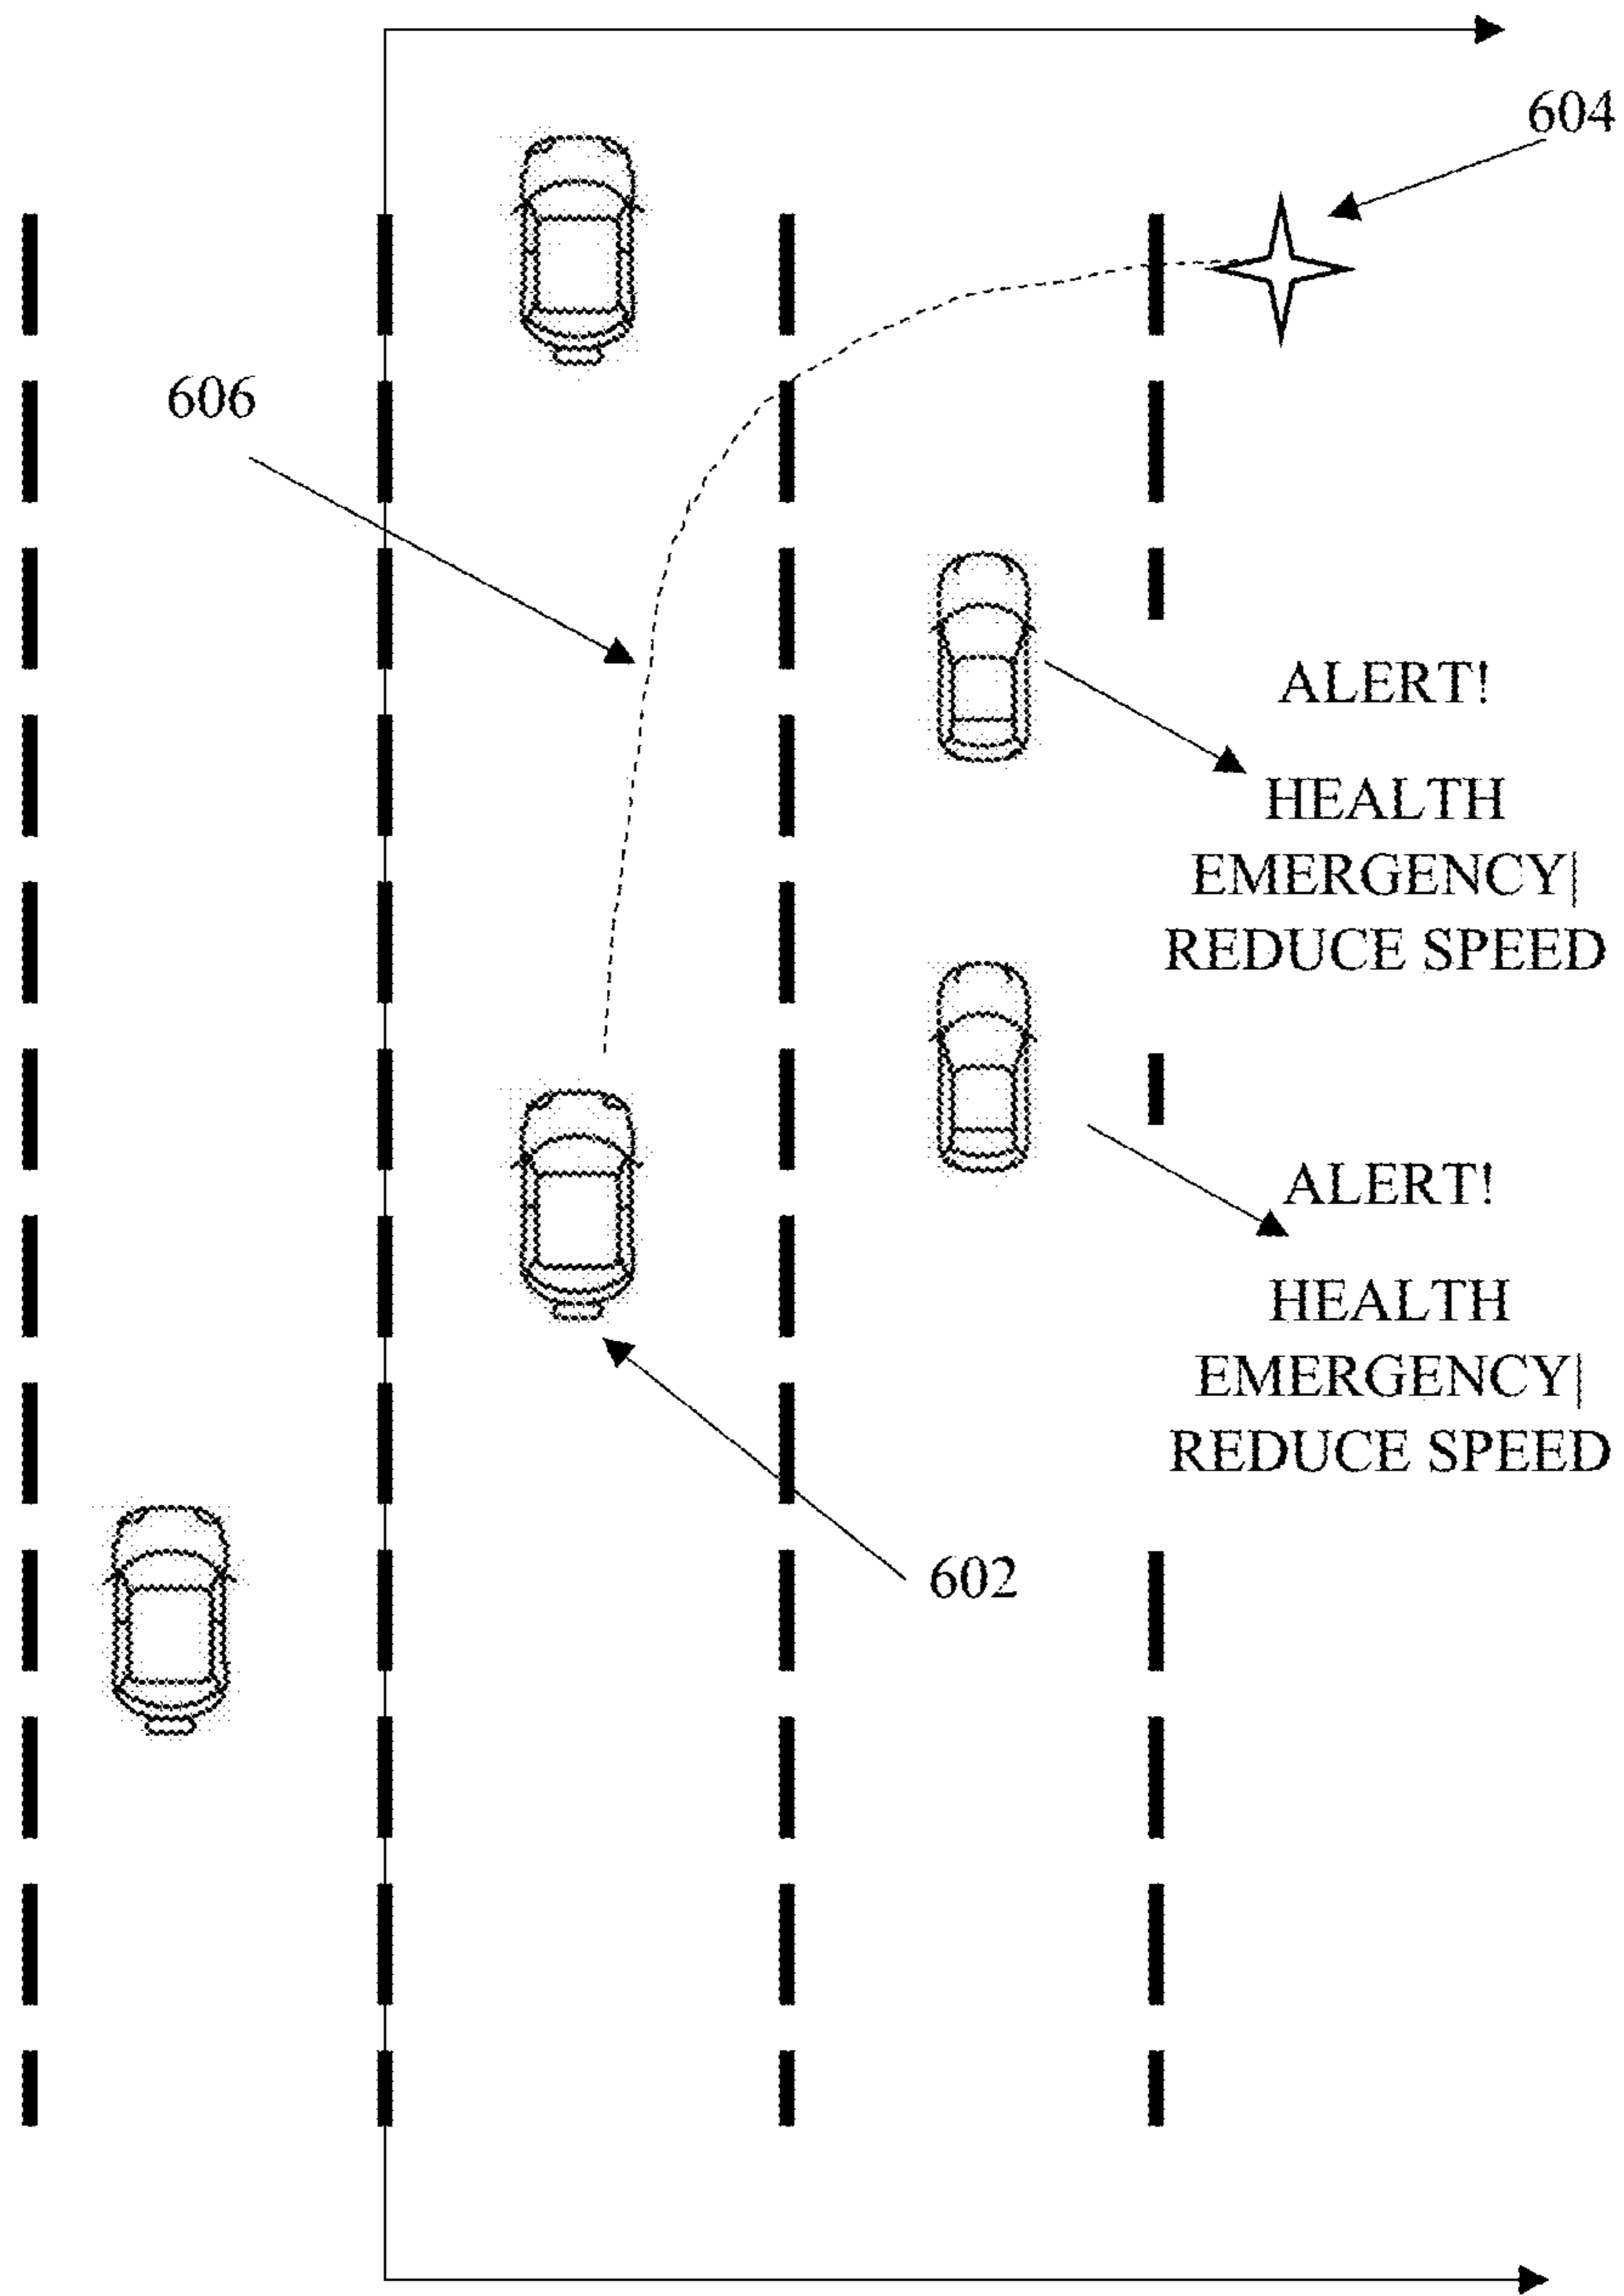 604
606
ALERT!
HEALTH
EMERGENCY|
REDUCE SPEED
ALERT!
HEALTH
EMERGENCY|
REDUCE SPEED
602